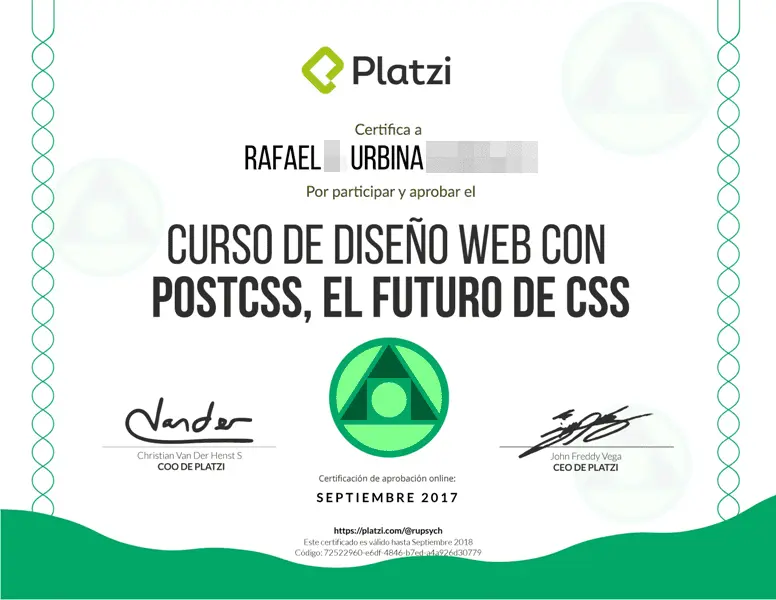 Platzi
Certifica a
RAFAEL URBINA
Por participar y aprobar el
CURSO DE DISEÑO WEB CON
POSTCSS, EL FUTURO DE CSS
Christian Van Der Henst S
COO DE PLATZI
John Freddy Vega
CEO DE PLATZI
Certificación de aprobación online:
SEPTIEMBRE 2017
https://platzi.com/@rupsych
Este certificado es válido hasta Septiembre 2018
Código: 72522960-e6df-4846-b7ed-a4a926d30779